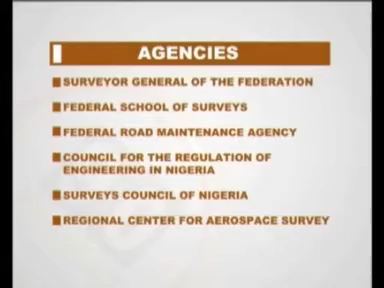 AGENCIES
SURVEYOR GENERAL OF THE FEDERATION
FEDERAL SCHOOL OF SURVEYS
FEDERAL ROAD MAINTENANCE AGENCY
COUNCIL FOR THE REGULATION OF
ENGINEERING IN NIGERIA
SURVEYS COUNCIL OF NIGERIA
REGIONAL CENTER FOR AEROSPACE SURVEY